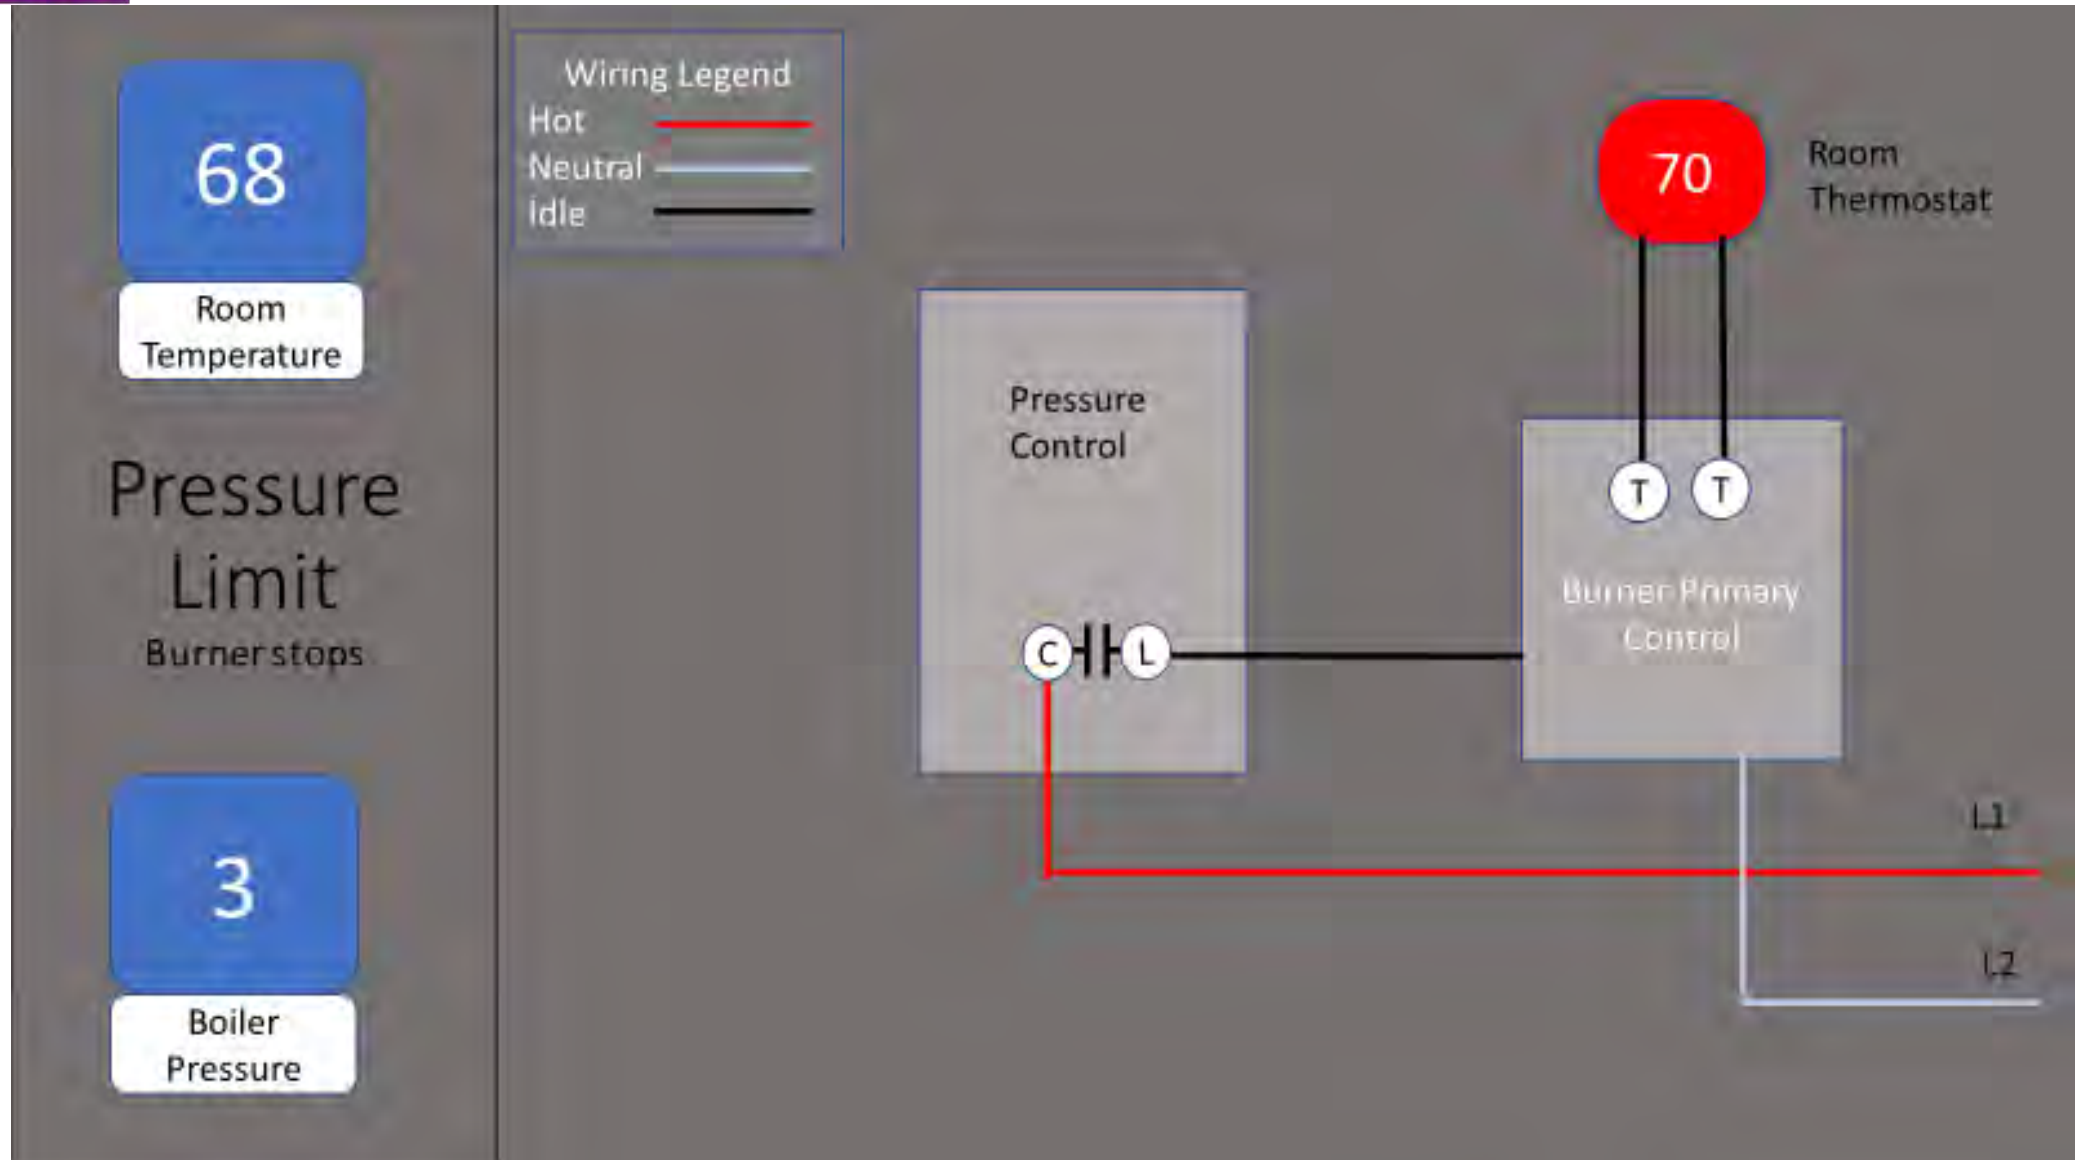 68
Room
Temperature
Pressure
Limit
Burner stops
3
Boiler
Pressure
Wiring Legend
Hot
Neutral
Idle
Pressure
Control
C
L
70
Room
Thermostat
T T
Burner Primary
Control
L1
L2